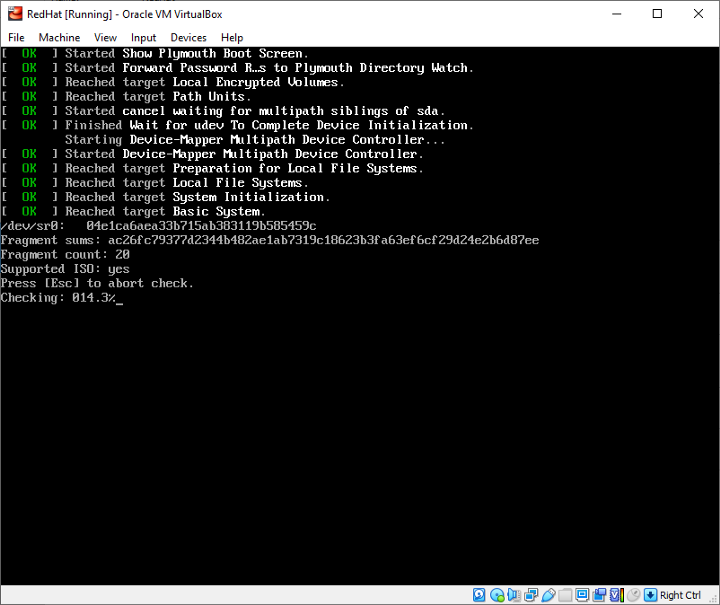 RedHat [Running] - Oracle VM VirtualBox
File Machine View Input Devices Help
[  OK  ] Started Show Plymouth Boot Screen.
[  OK  ] Started Forward Password R…s to Plymouth Directory Watch.
[  OK  ] Reached target Local Encrypted Volumes.
[  OK  ] Reached target Path Units.
[  OK  ] Started cancel waiting for multipath siblings of sda.
[  OK  ] Finished Wait for udev To Complete Device Initialization.
         Starting Device-Mapper Multipath Device Controller...
[  OK  ] Started Device-Mapper Multipath Device Controller.
[  OK  ] Reached target Preparation for Local File Systems.
[  OK  ] Reached target Local File Systems.
[  OK  ] Reached target System Initialization.
[  OK  ] Reached target Basic System.
/dev/sr0:   04e1ca6aea33b715ab383119b585459c
Fragment sums: ac26fc79377d2344b482ae1ab7319c18623b3fa63ef6cf29d24e2b6d87ee
Fragment count: 20
Supported ISO: yes
Press [Esc] to abort check.
Checking: 014.3%_
Right Ctrl